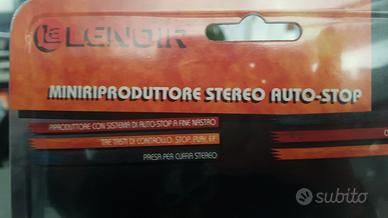 LE LENOIR
MINIRIPRODUTTORE STEREO AUTO-STOP
RIPRODUTTORE CON SISTEMA DI AUTO-STOP A FINE NASTRO
TRE TASTI DI CONTROLLO: STOP, PLAY, F.F.
PRESA PER CUFFIA STEREO
subito